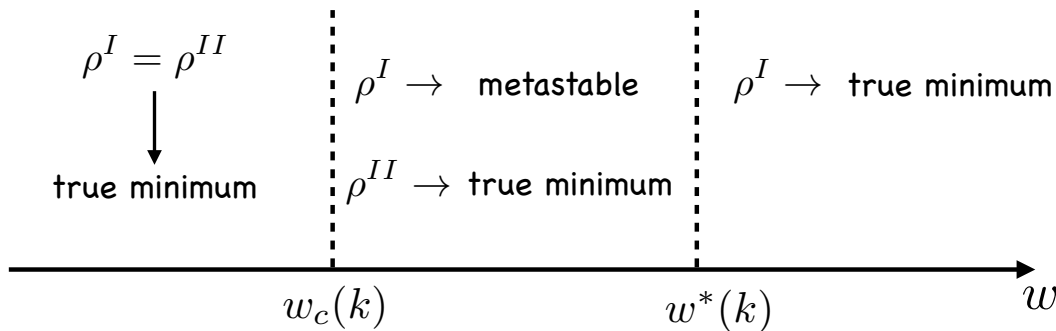 ρ^I = ρ^{II}
true minimum
ρ^I → metastable
ρ^{II} → true minimum
ρ^I → true minimum
w_c(k)
w^*(k)
w